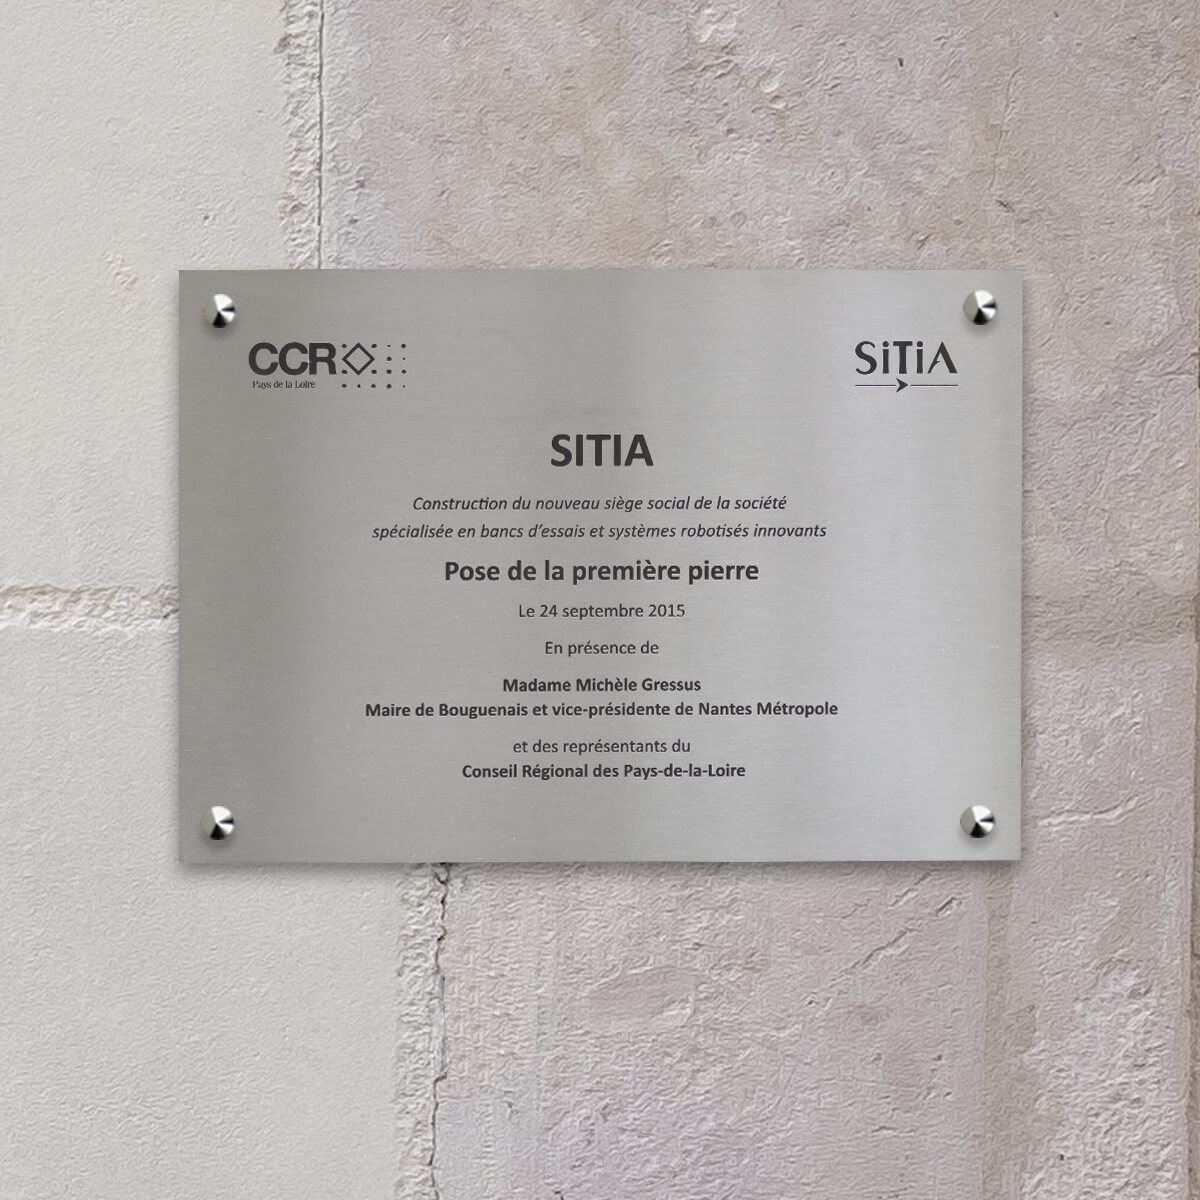 CCR
Pays de la Loire
SiTiA
SITIA
Construction du nouveau siège social de la société
spécialisée en bancs d'essais et systèmes robotisés innovants
Pose de la première pierre
Le 24 septembre 2015
En présence de
Madame Michèle Gressus
Maire de Bouguenais et vice-présidente de Nantes Métropole
et des représentants du
Conseil Régional des Pays-de-la-Loire